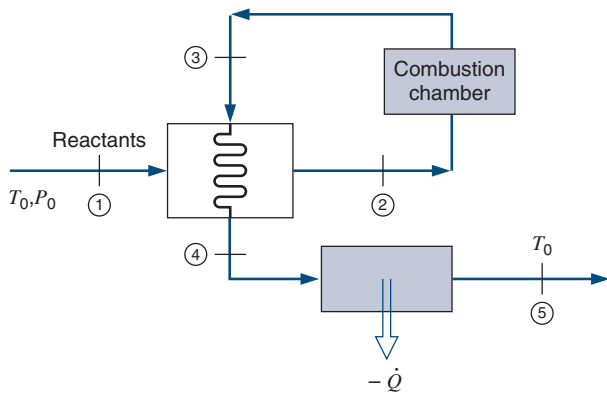 3
Combustion
chamber
Reactants
T₀,P₀
1
2
4
T₀
5
− Q̇